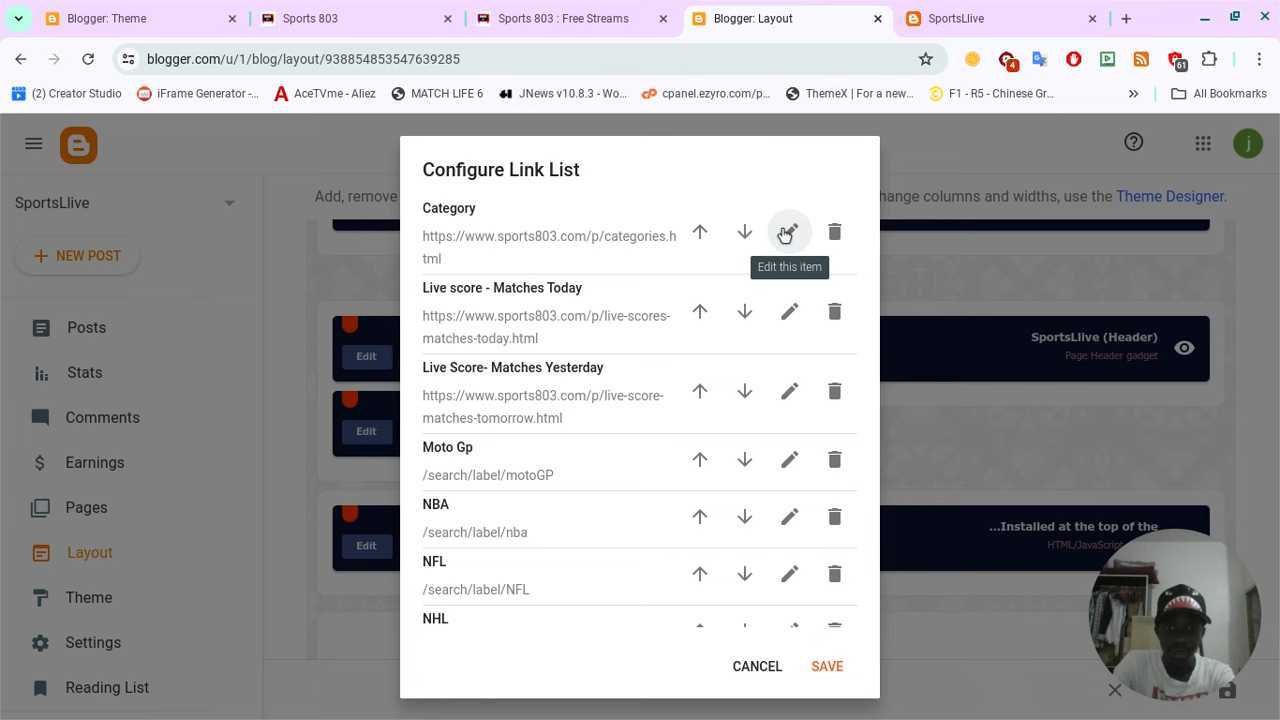 Blogger: Theme
Sports 803
Sports 803 : Free Streams
Blogger: Layout
SportsLlive
blogger.com/u/1/blog/layout/938854853547639285
4
61
(2) Creator Studio
iFrame Generator -...
AceTVme - Aliez
MATCH LIFE 6
JNews v10.8.3 - Wo...
cpanel.ezyro.com/p...
ThemeX | For a new...
F1 - R5 - Chinese Gr...
All Bookmarks
j
SportsLlive
Add, remove
hange columns and widths, use the Theme Designer.
NEW POST
Posts
Stats
Comments
Earnings
Pages
Layout
Theme
Settings
Reading List
Edit
SportsLlive (Header)
Page Header gadget
Edit
Edit
...Installed at the top of the
HTML/JavaScript
Configure Link List
Category
https://www.sports803.com/p/categories.h
tml
Edit this item
Live score - Matches Today
https://www.sports803.com/p/live-scores-
matches-today.html
Live Score- Matches Yesterday
https://www.sports803.com/p/live-score-
matches-tomorrow.html
Moto Gp
/search/label/motoGP
NBA
/search/label/nba
NFL
/search/label/NFL
NHL
CANCEL
SAVE